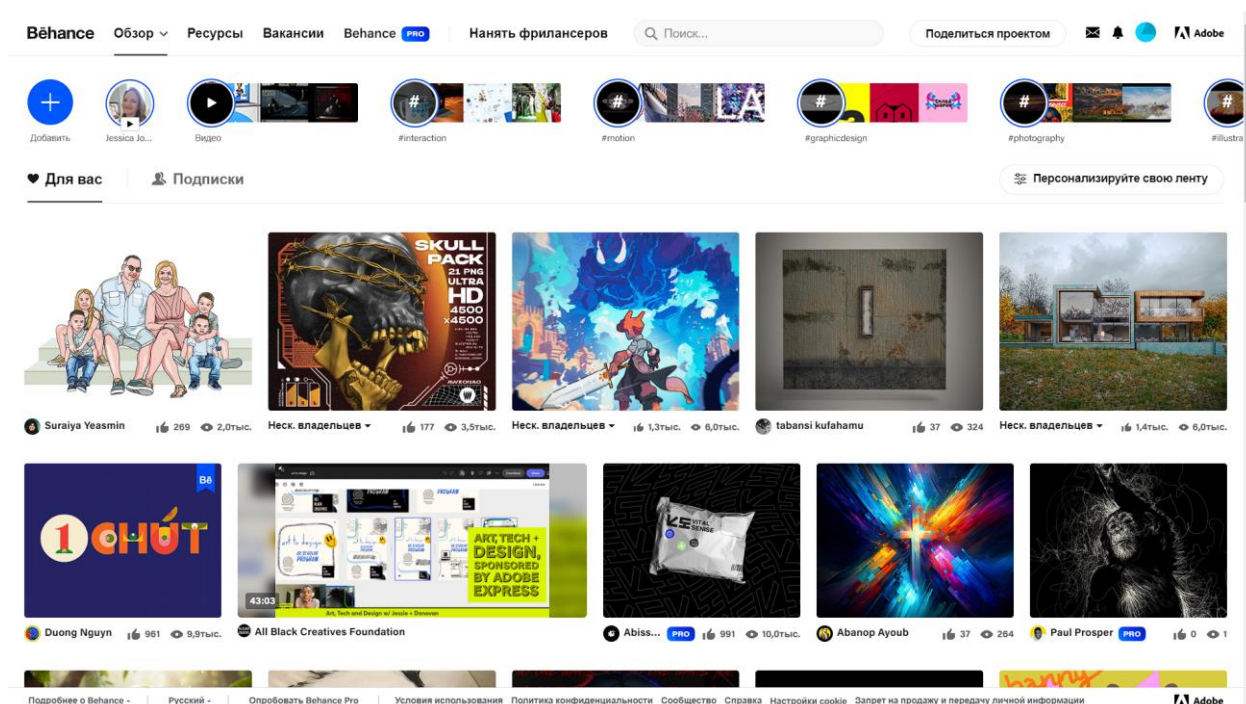 Bēhance Обзор Ресурсы Вакансии Behance PRO Нанять фрилансеров Поиск... Поделиться проектом Adobe
# # # #
LA
Добавить Jessica Jo... Видео #interaction #motion #graphicdesign #photography #illustra
Для вас Подписки Персонализируйте свою ленту
SKULL
PACK
21 PNG
ULTRA
HD
4500
x4500
Suraiya Yeasmin 269 2,0тыс. Неск. владельцев 177 3,5тыс. Неск. владельцев 1,3тыс. 6,0тыс. tabansi kufahamu 37 324 Неск. владельцев 1,4тыс. 6,0тыс.
Bē
1 CHÚT
ART, TECH +
DESIGN,
SPONSORED
BY ADOBE
EXPRESS
43:03
Art, Tech and Design w/ Jessie + Donovan
VITAL
SENISE
Duong Nguyn 961 9,9тыс. All Black Creatives Foundation Abiss... PRO 991 10,0тыс. Abanop Ayoub 37 264 Paul Prosper PRO 0 1
Подробнее о Behance Русский Опробовать Behance Pro Условия использования Политика конфиденциальности Сообщество Справка Настройки cookie Запрет на продажу и передачу личной информации Adobe